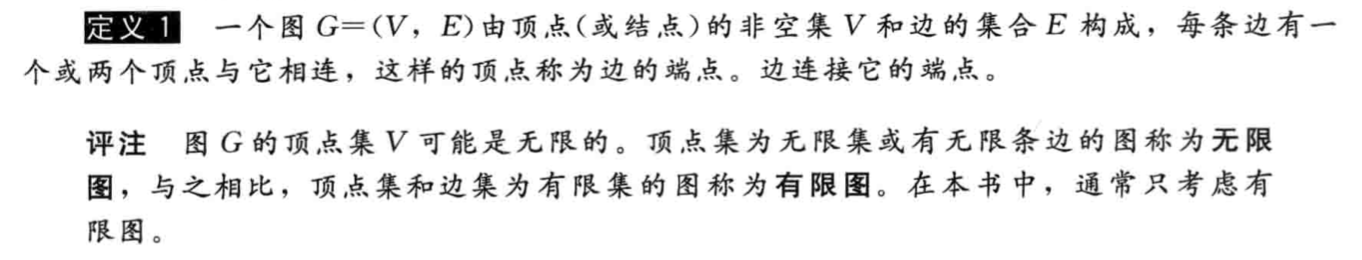 定义1 一个图 G=(V, E)由顶点(或结点)的非空集 V 和边的集合 E 构成，每条边有一
个或两个顶点与它相连，这样的顶点称为边的端点。边连接它的端点。
评注 图 G 的顶点集 V 可能是无限的。顶点集为无限集或有无限条边的图称为无限
图，与之相比，顶点集和边集为有限集的图称为有限图。在本书中，通常只考虑有
限图。